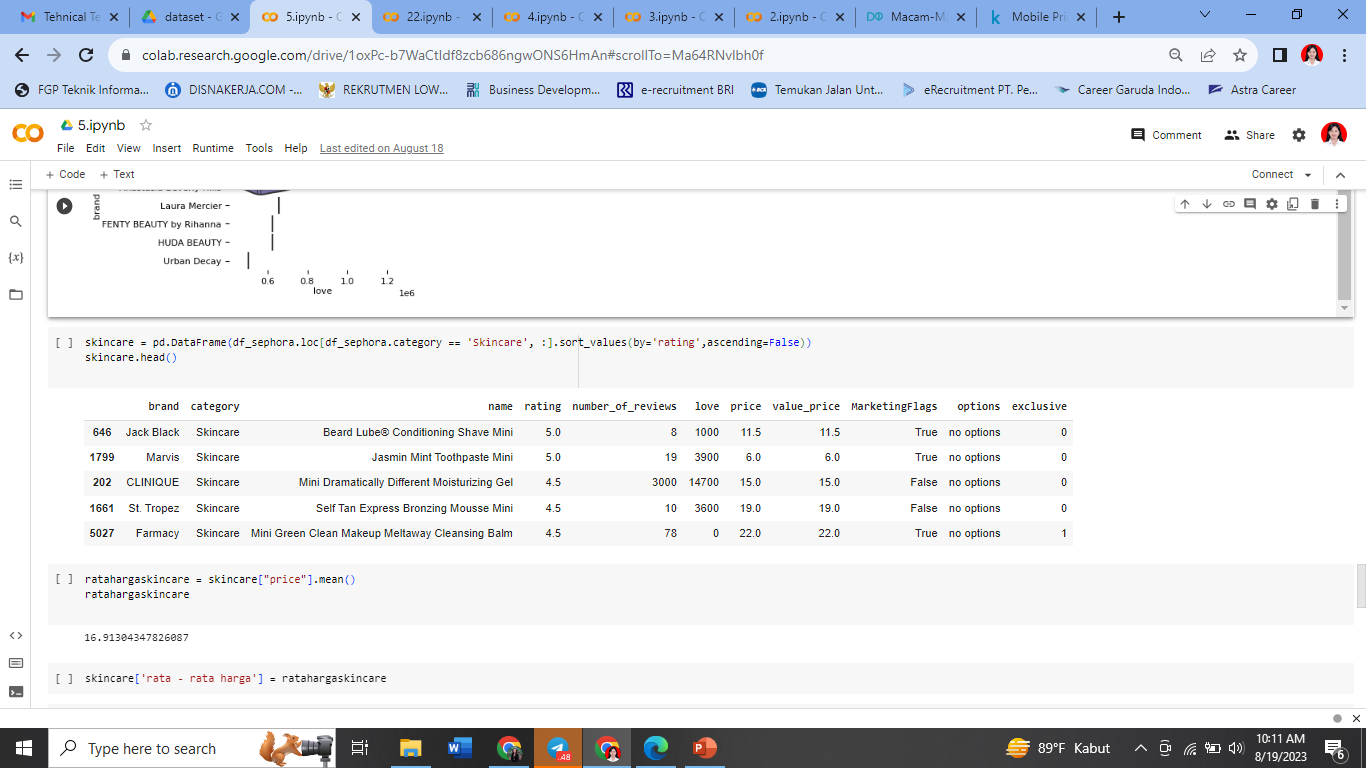 Tehnical Te
dataset - G
5.ipynb - C
22.ipynb -
4.ipynb - C
3.ipynb - C
2.ipynb - C
Macam-M
Mobile Pri
colab.research.google.com/drive/1oxPc-b7WaCtIdf8zcb686ngwONS6HmAn#scrollTo=Ma64RNvlbh0f
FGP Teknik Informa...
DISNAKERJA.COM -...
REKRUTMEN LOW...
Business Developm...
e-recruitment BRI
Temukan Jalan Unt...
eRecruitment PT. Pe...
Career Garuda Indo...
Astra Career
5.ipynb
File Edit View Insert Runtime Tools Help Last edited on August 18
Comment
Share
+ Code + Text
Connect
brand
Laura Mercier
FENTY BEAUTY by Rihanna
HUDA BEAUTY
Urban Decay
0.6 0.8 1.0 1.2
love
1e6
[ ] skincare = pd.DataFrame(df_sephora.loc[df_sephora.category == 'Skincare', :].sort_values(by='rating',ascending=False))
skincare.head()
brand category name rating number_of_reviews love price value_price MarketingFlags options exclusive
646 Jack Black Skincare Beard Lube® Conditioning Shave Mini 5.0 8 1000 11.5 11.5 True no options 0
1799 Marvis Skincare Jasmin Mint Toothpaste Mini 5.0 19 3900 6.0 6.0 True no options 0
202 CLINIQUE Skincare Mini Dramatically Different Moisturizing Gel 4.5 3000 14700 15.0 15.0 False no options 0
1661 St. Tropez Skincare Self Tan Express Bronzing Mousse Mini 4.5 10 3600 19.0 19.0 False no options 0
5027 Farmacy Skincare Mini Green Clean Makeup Meltaway Cleansing Balm 4.5 78 0 22.0 22.0 True no options 1
[ ] ratahargaskincare = skincare["price"].mean()
ratahargaskincare
16.91304347826087
[ ] skincare['rata - rata harga'] = ratahargaskincare
Type here to search
.48
89°F Kabut
10:11 AM
8/19/2023
6